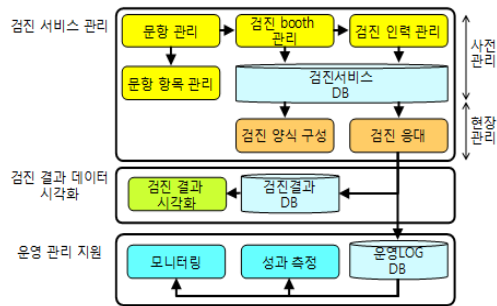 검진 서비스 관리
문항 관리
검진 booth
관리
검진 인력 관리
사전
관리
문항 항목 관리
검진서비스
DB
검진 양식 구성
검진 응대
현장
관리
검진 결과 데이터
시각화
검진 결과
시각화
검진결과
DB
운영 관리 지원
모니터링
성과 측정
운영LOG
DB